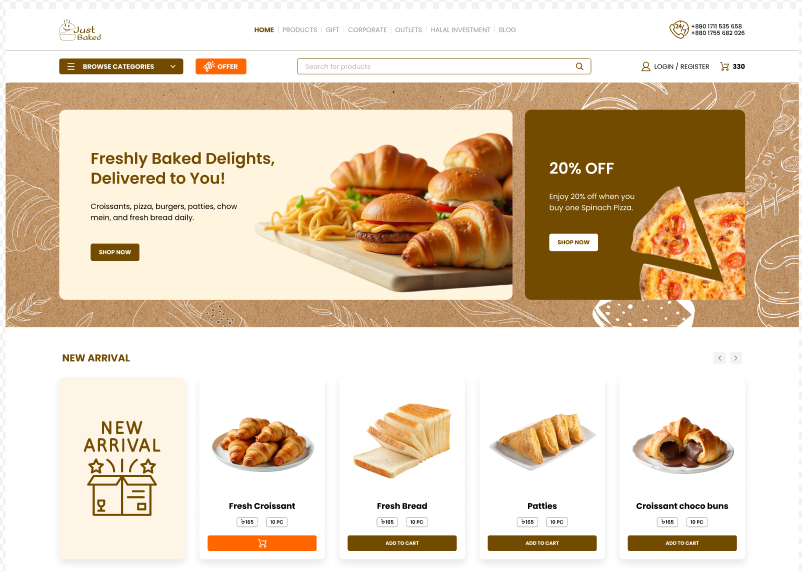 Just
Baked
HOME
PRODUCTS
GIFT
CORPORATE
OUTLETS
HALAL INVESTMENT
BLOG
24/7
+880 1711 535 658
+880 1755 682 026
BROWSE CATEGORIES
OFFER
Search for products
LOGIN / REGISTER
330
Freshly Baked Delights,
Delivered to You!
Croissants, pizza, burgers, patties, chow
mein, and fresh bread daily.
SHOP NOW
20% OFF
Enjoy 20% off when you
buy one Spinach Pizza.
SHOP NOW
NEW ARRIVAL
NEW
ARRIVAL
Fresh Croissant
৳165
10 PC
Fresh Bread
৳165
10 PC
ADD TO CART
Patties
৳165
10 PC
ADD TO CART
Croissant choco buns
৳165
10 PC
ADD TO CART